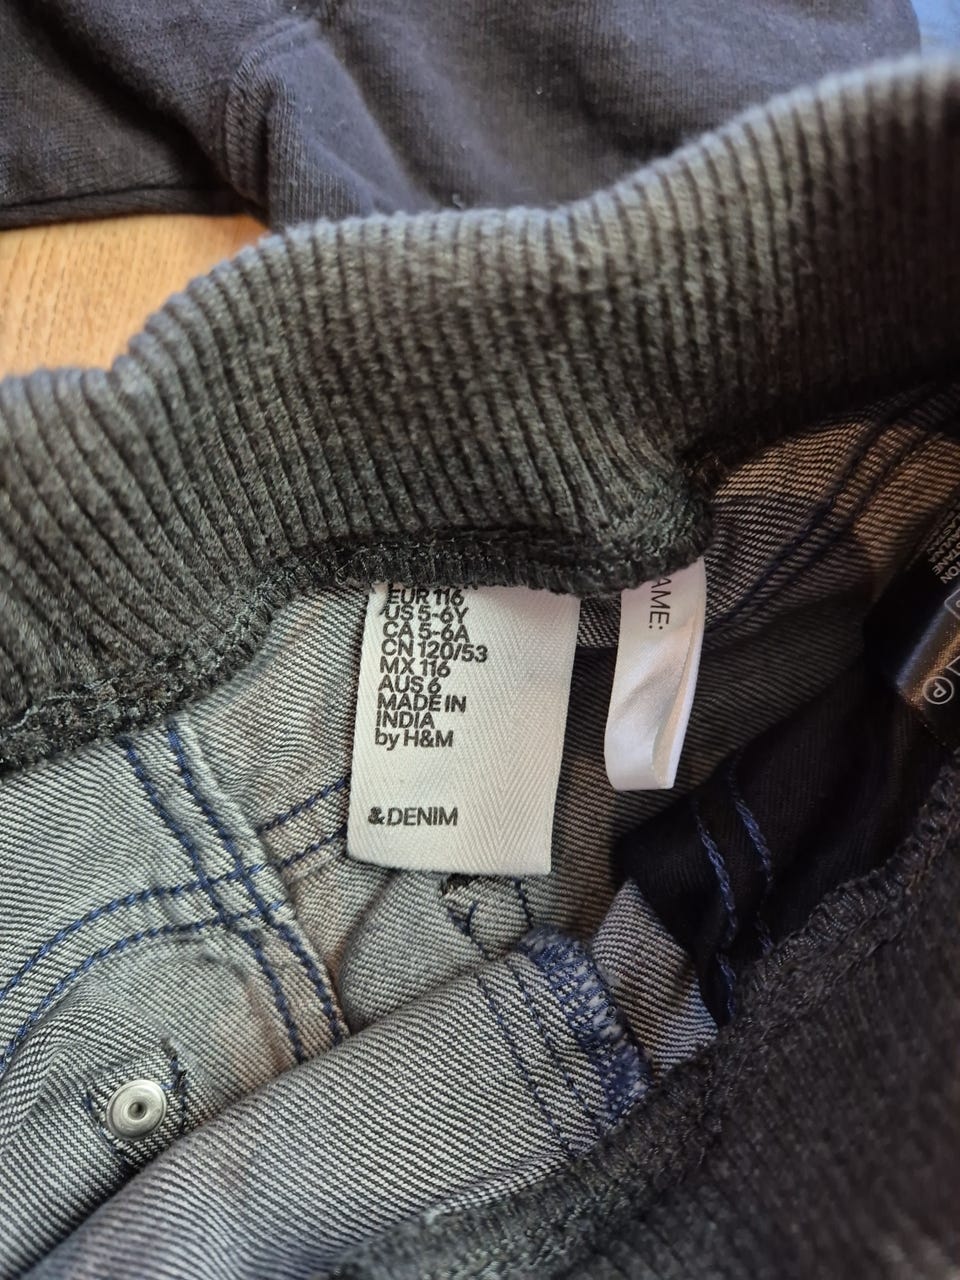 EUR 116
US 5-6Y
CA 5-6A
CN 120/53
MX 116
AUS 6
MADE IN
INDIA
by H&M
&DENIM
AME:
P